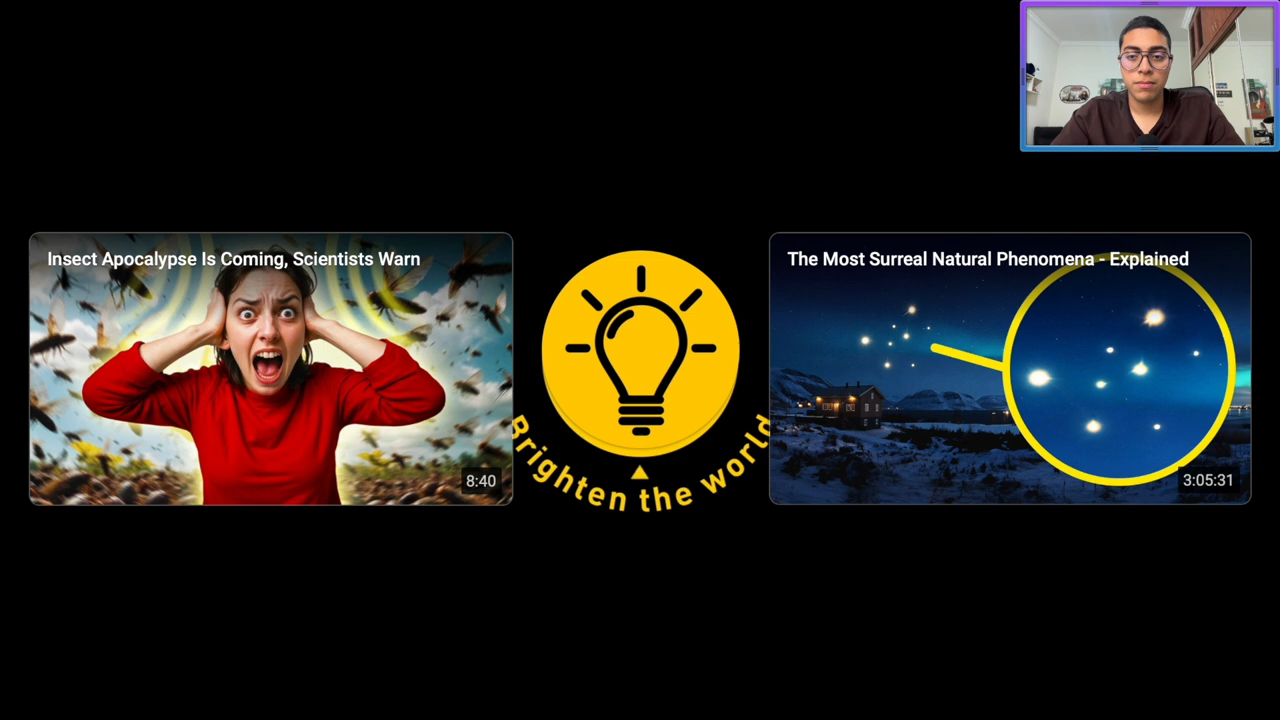 Insect Apocalypse Is Coming, Scientists Warn
8:40
Brighten the world
The Most Surreal Natural Phenomena - Explained
3:05:31